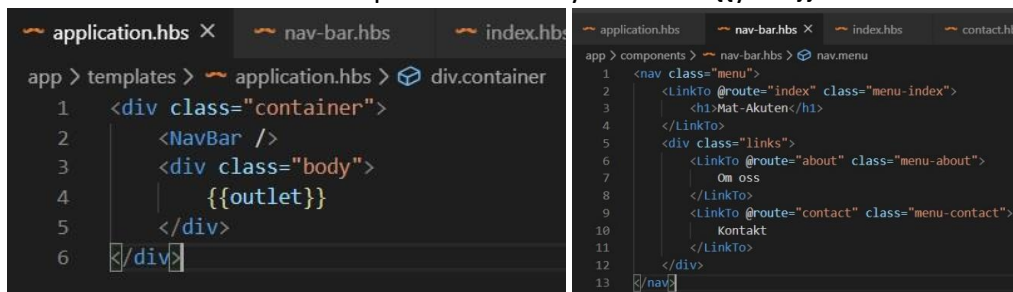 application.hbs ×
nav-bar.hbs
index.hbs
app > templates > application.hbs > div.container
1 <div class="container">
2 <NavBar />
3 <div class="body">
4 {{outlet}}
5 </div>
6 </div>
application.hbs
nav-bar.hbs ×
index.hbs
contact.h
app > components > nav-bar.hbs > nav.menu
1 <nav class="menu">
2 <LinkTo @route="index" class="menu-index">
3 <h1>Mat-Akuten</h1>
4 </LinkTo>
5 <div class="links">
6 <LinkTo @route="about" class="menu-about">
7 Om oss
8 </LinkTo>
9 <LinkTo @route="contact" class="menu-contact">
10 Kontakt
11 </LinkTo>
12 </div>
13 </nav>